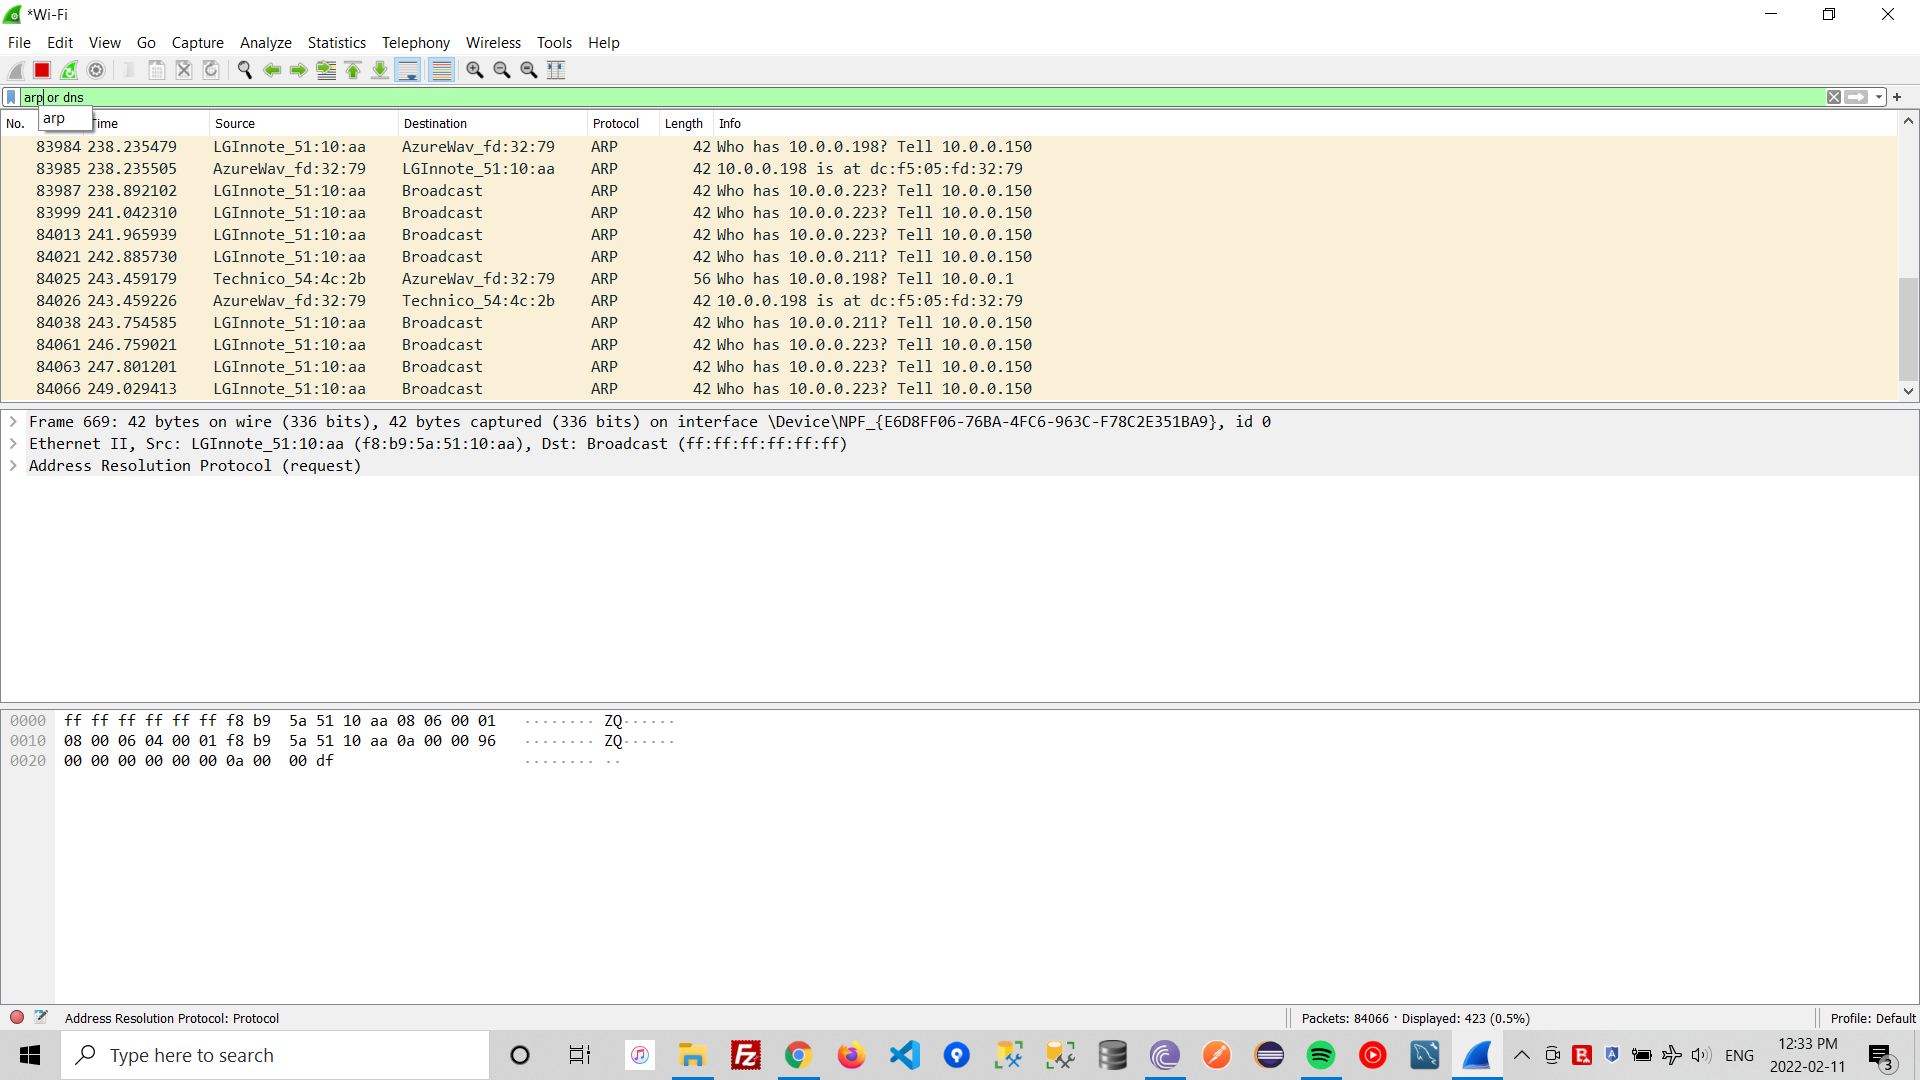 *Wi-Fi
File Edit View Go Capture Analyze Statistics Telephony Wireless Tools Help
arp or dns
arp
No. Time Source Destination Protocol Length Info
83984 238.235479 LGInnote_51:10:aa AzureWav_fd:32:79 ARP 42 Who has 10.0.0.198? Tell 10.0.0.150
83985 238.235505 AzureWav_fd:32:79 LGInnote_51:10:aa ARP 42 10.0.0.198 is at dc:f5:05:fd:32:79
83987 238.892102 LGInnote_51:10:aa Broadcast ARP 42 Who has 10.0.0.223? Tell 10.0.0.150
83999 241.042310 LGInnote_51:10:aa Broadcast ARP 42 Who has 10.0.0.223? Tell 10.0.0.150
84013 241.965939 LGInnote_51:10:aa Broadcast ARP 42 Who has 10.0.0.223? Tell 10.0.0.150
84021 242.885730 LGInnote_51:10:aa Broadcast ARP 42 Who has 10.0.0.211? Tell 10.0.0.150
84025 243.459179 Technico_54:4c:2b AzureWav_fd:32:79 ARP 56 Who has 10.0.0.198? Tell 10.0.0.1
84026 243.459226 AzureWav_fd:32:79 Technico_54:4c:2b ARP 42 10.0.0.198 is at dc:f5:05:fd:32:79
84038 243.754585 LGInnote_51:10:aa Broadcast ARP 42 Who has 10.0.0.211? Tell 10.0.0.150
84061 246.759021 LGInnote_51:10:aa Broadcast ARP 42 Who has 10.0.0.223? Tell 10.0.0.150
84063 247.801201 LGInnote_51:10:aa Broadcast ARP 42 Who has 10.0.0.223? Tell 10.0.0.150
84066 249.029413 LGInnote_51:10:aa Broadcast ARP 42 Who has 10.0.0.223? Tell 10.0.0.150
Frame 669: 42 bytes on wire (336 bits), 42 bytes captured (336 bits) on interface \Device\NPF_{E6D8FF06-76BA-4FC6-963C-F78C2E351BA9}, id 0
Ethernet II, Src: LGInnote_51:10:aa (f8:b9:5a:51:10:aa), Dst: Broadcast (ff:ff:ff:ff:ff:ff)
Address Resolution Protocol (request)
0000 ff ff ff ff ff ff f8 b9 5a 51 10 aa 08 06 00 01 ········ ZQ······
0010 08 00 06 04 00 01 f8 b9 5a 51 10 aa 0a 00 00 96 ········ ZQ······
0020 00 00 00 00 00 00 0a 00 00 df ········ ··
Address Resolution Protocol: Protocol
Packets: 84066 · Displayed: 423 (0.5%)
Profile: Default
Type here to search
ENG
12:33 PM
2022-02-11
3